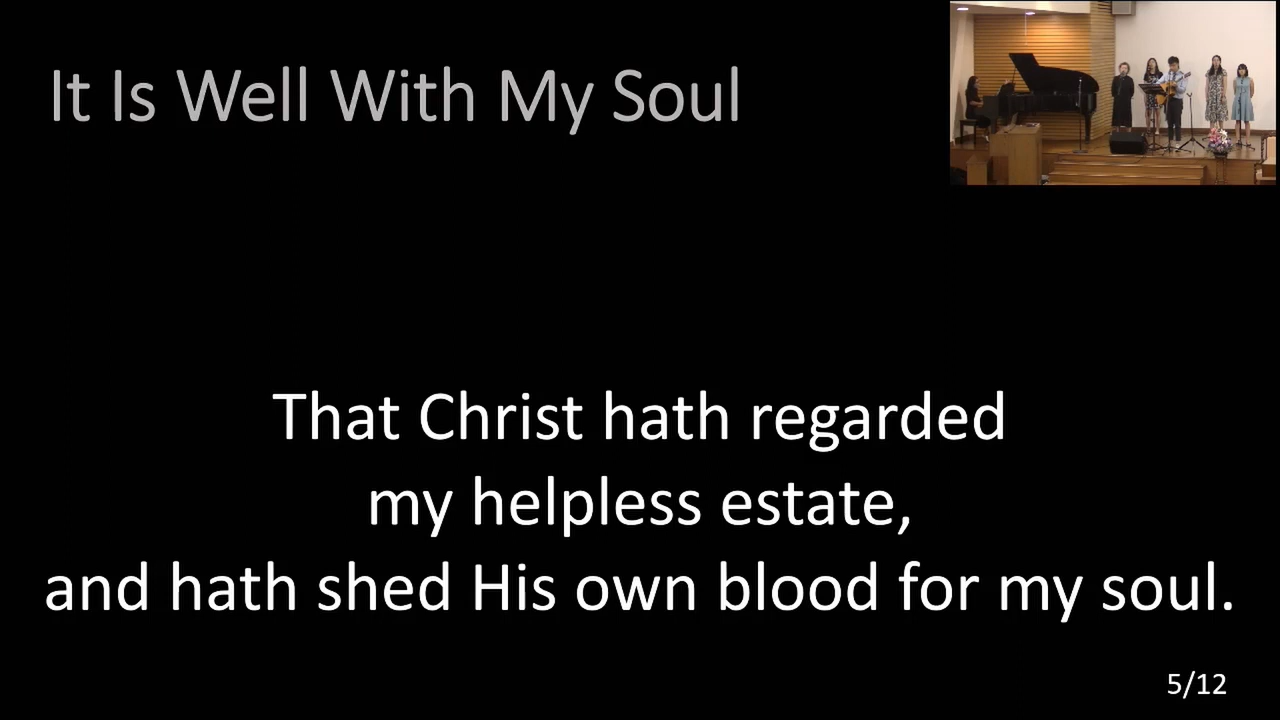 It Is Well With My Soul
That Christ hath regarded
my helpless estate,
and hath shed His own blood for my soul.
5/12